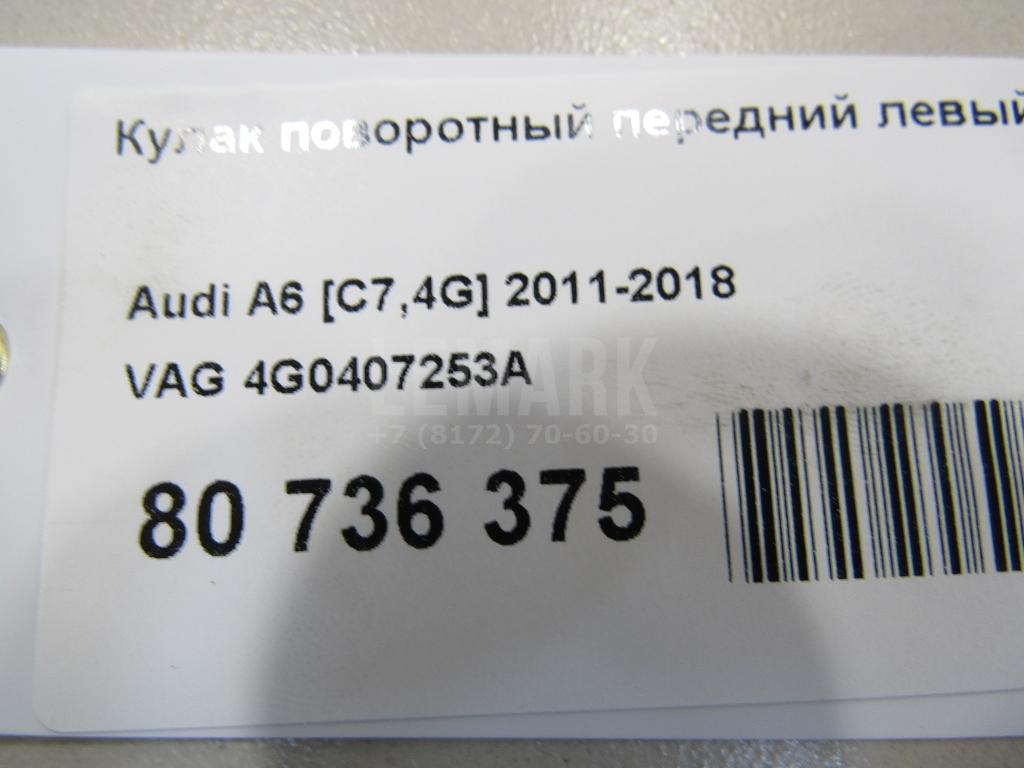 Кулак поворотный передний левый
Audi A6 [C7,4G] 2011-2018
VAG 4G0407253A
LEMARK
+7 (8172) 70-60-30
80 736 375